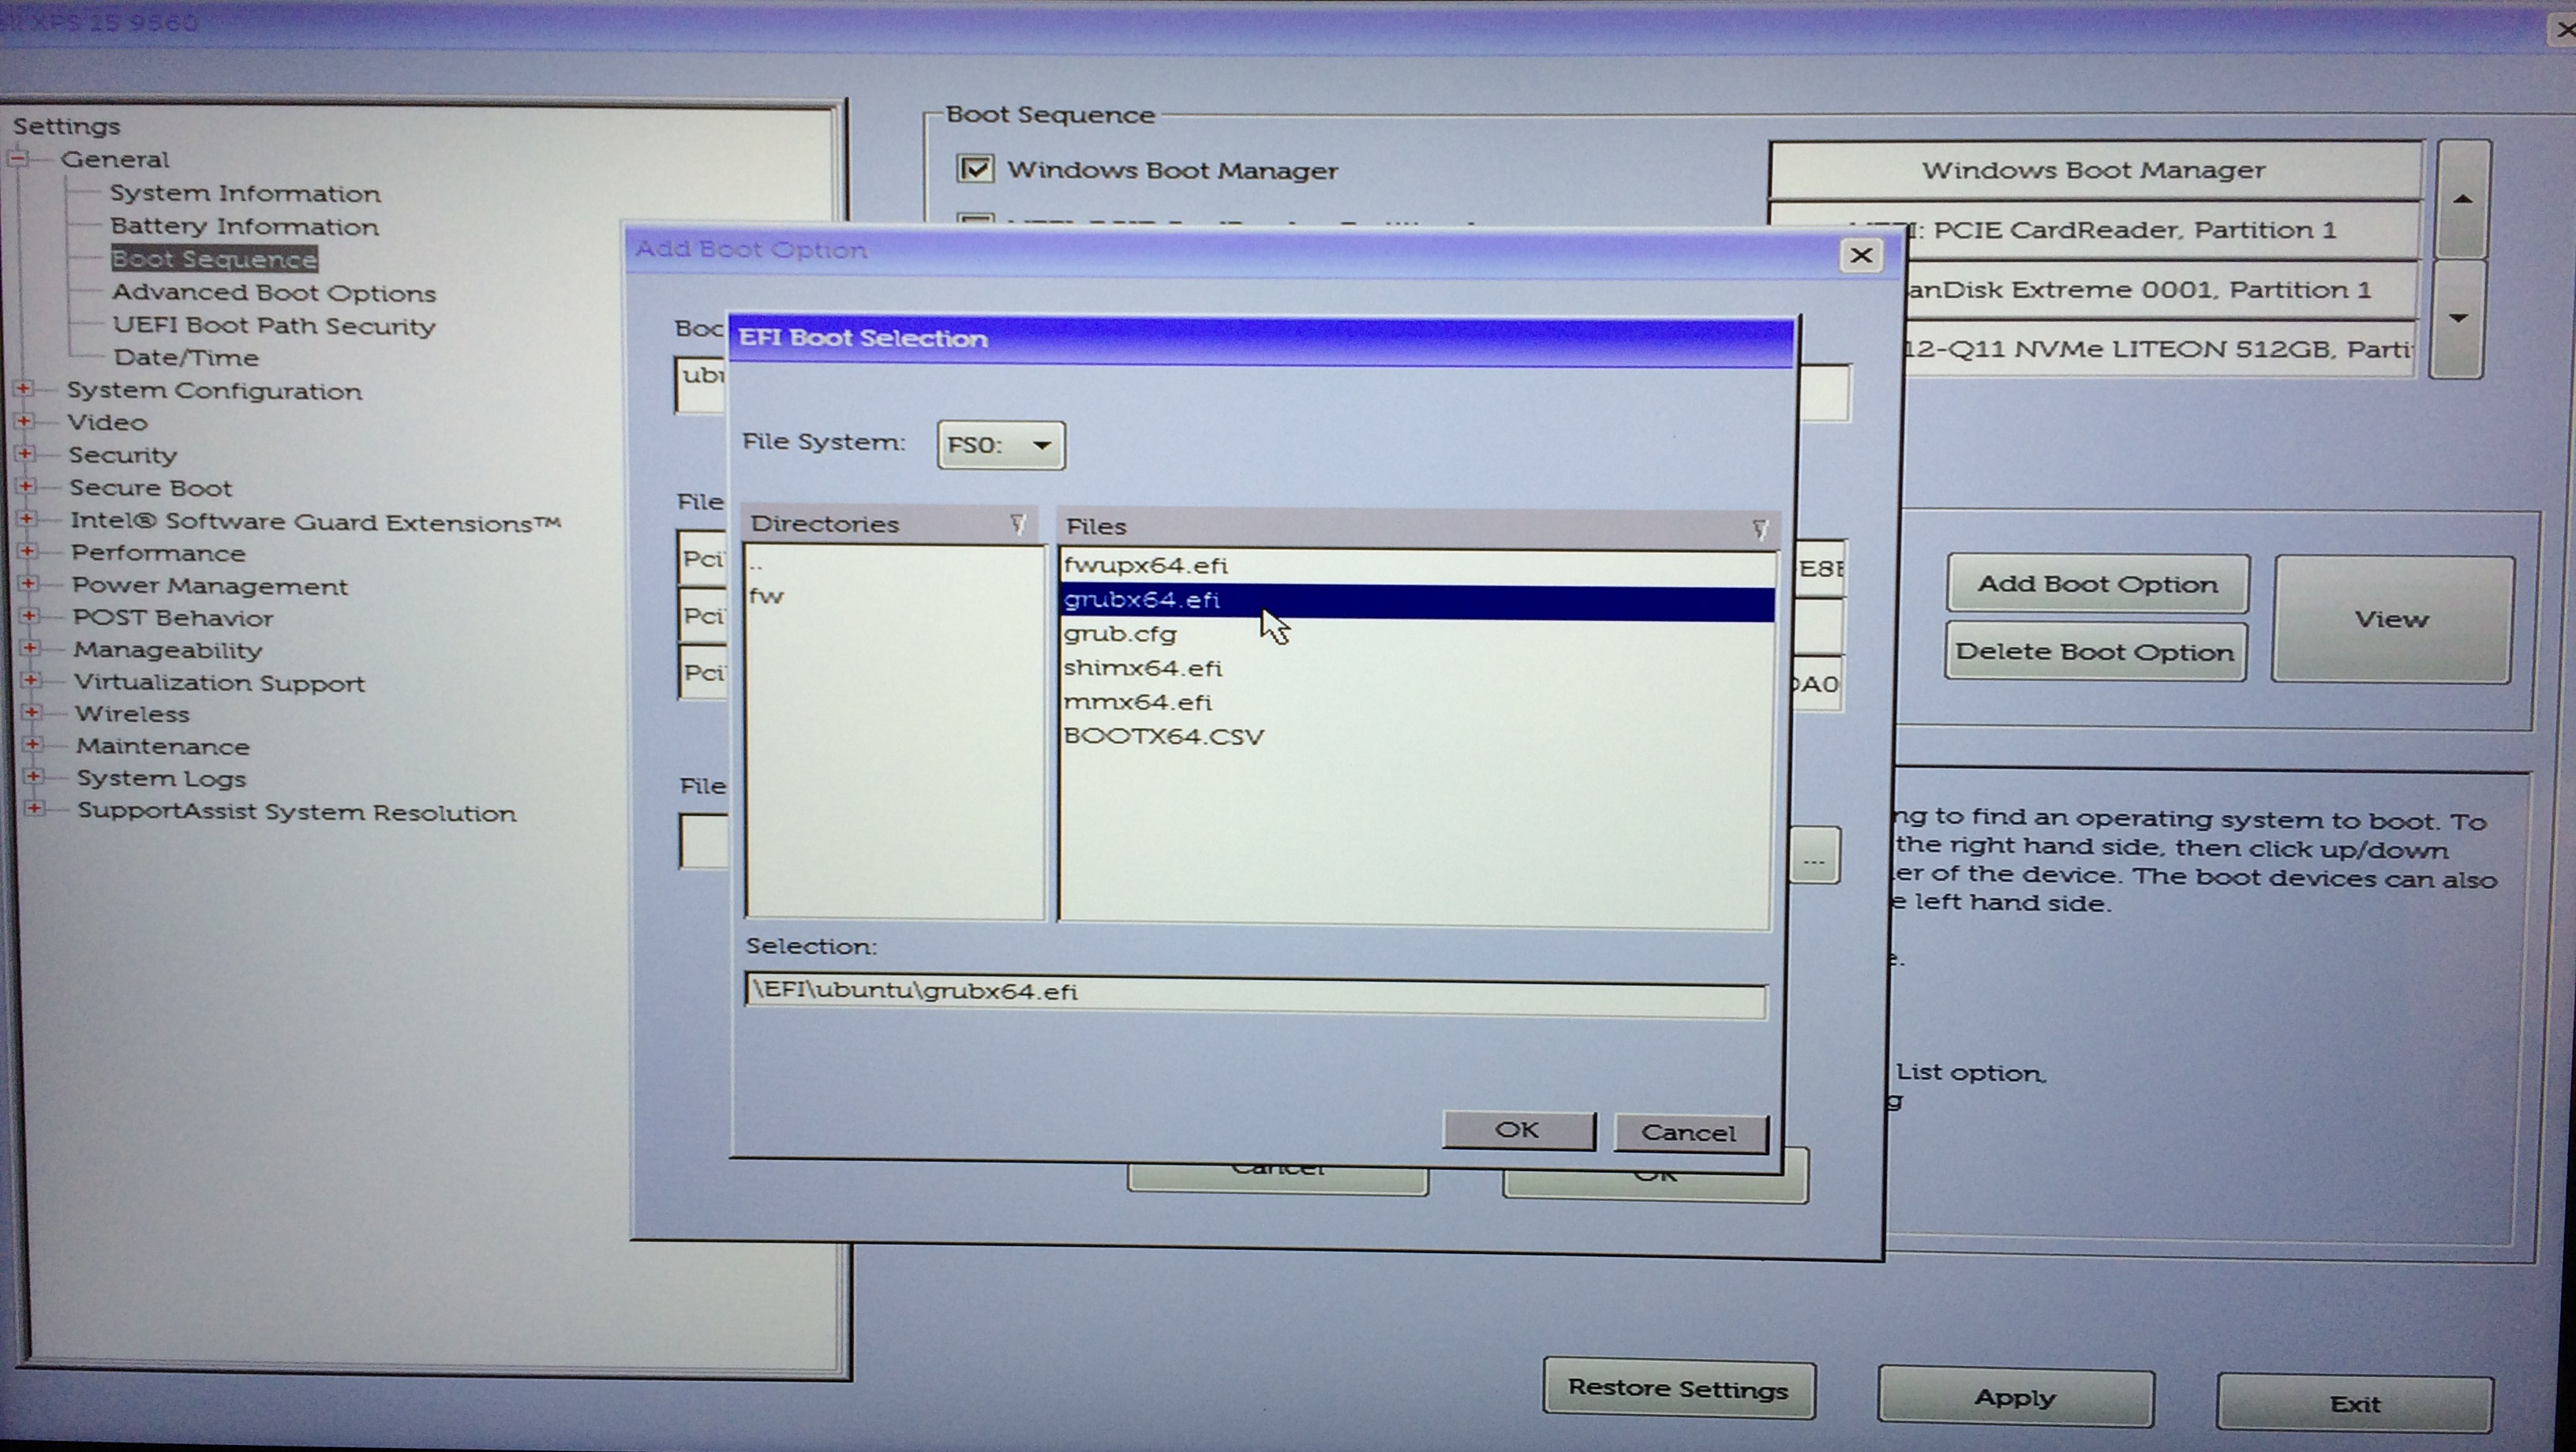 XPS 15 9560
Settings
General
System Information
Battery Information
Boot Sequence
Advanced Boot Options
UEFI Boot Path Security
Date/Time
System Configuration
Video
Security
Secure Boot
Intel® Software Guard Extensions™
Performance
Power Management
POST Behavior
Manageability
Virtualization Support
Wireless
Maintenance
System Logs
SupportAssist System Resolution
Boot Sequence
Windows Boot Manager
Windows Boot Manager
I: PCIE CardReader, Partition 1
anDisk Extreme 0001, Partition 1
12-Q11 NVMe LITEON 512GB, Parti
Add Boot Option
Boo
ubu
File
Pci
Pci
Pci
File
...
Cancel
OK
EFI Boot Selection
File System: FS0:
Directories
..
fw
Files
fwupx64.efi
grubx64.efi
grub.cfg
shimx64.efi
mmx64.efi
BOOTX64.CSV
Selection:
\EFI\ubuntu\grubx64.efi
OK
Cancel
Add Boot Option
Delete Boot Option
View
ng to find an operating system to boot. To
the right hand side, then click up/down
er of the device. The boot devices can also
e left hand side.
e.
List option,
g
Restore Settings
Apply
Exit